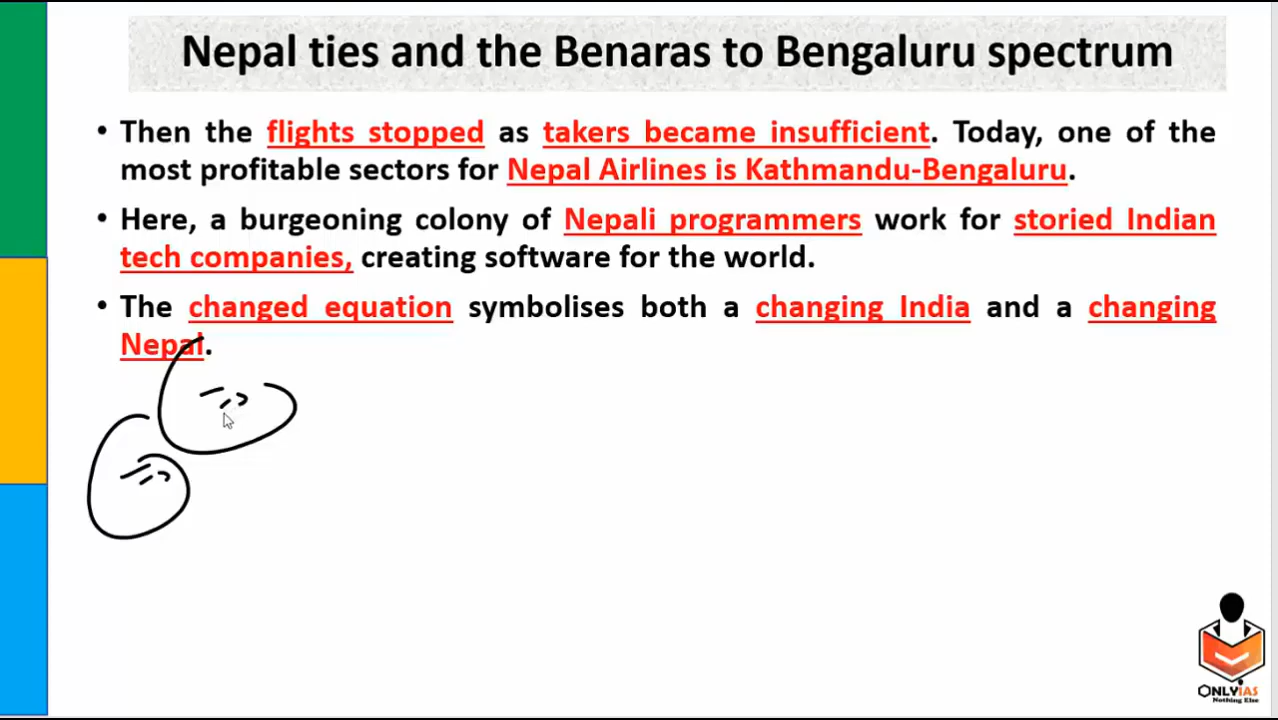 Nepal ties and the Benaras to Bengaluru spectrum
• Then the flights stopped as takers became insufficient. Today, one of the
most profitable sectors for Nepal Airlines is Kathmandu-Bengaluru.
• Here, a burgeoning colony of Nepali programmers work for storied Indian
tech companies, creating software for the world.
• The changed equation symbolises both a changing India and a changing
Nepal.
ONLYIAS
Nothing Else